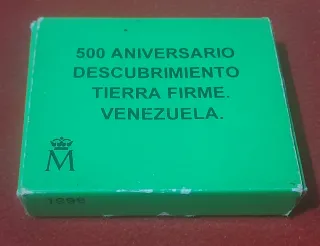 500 ANIVERSARIO
DESCUBRIMIENTO
TIERRA FIRME.
VENEZUELA.
M
1998